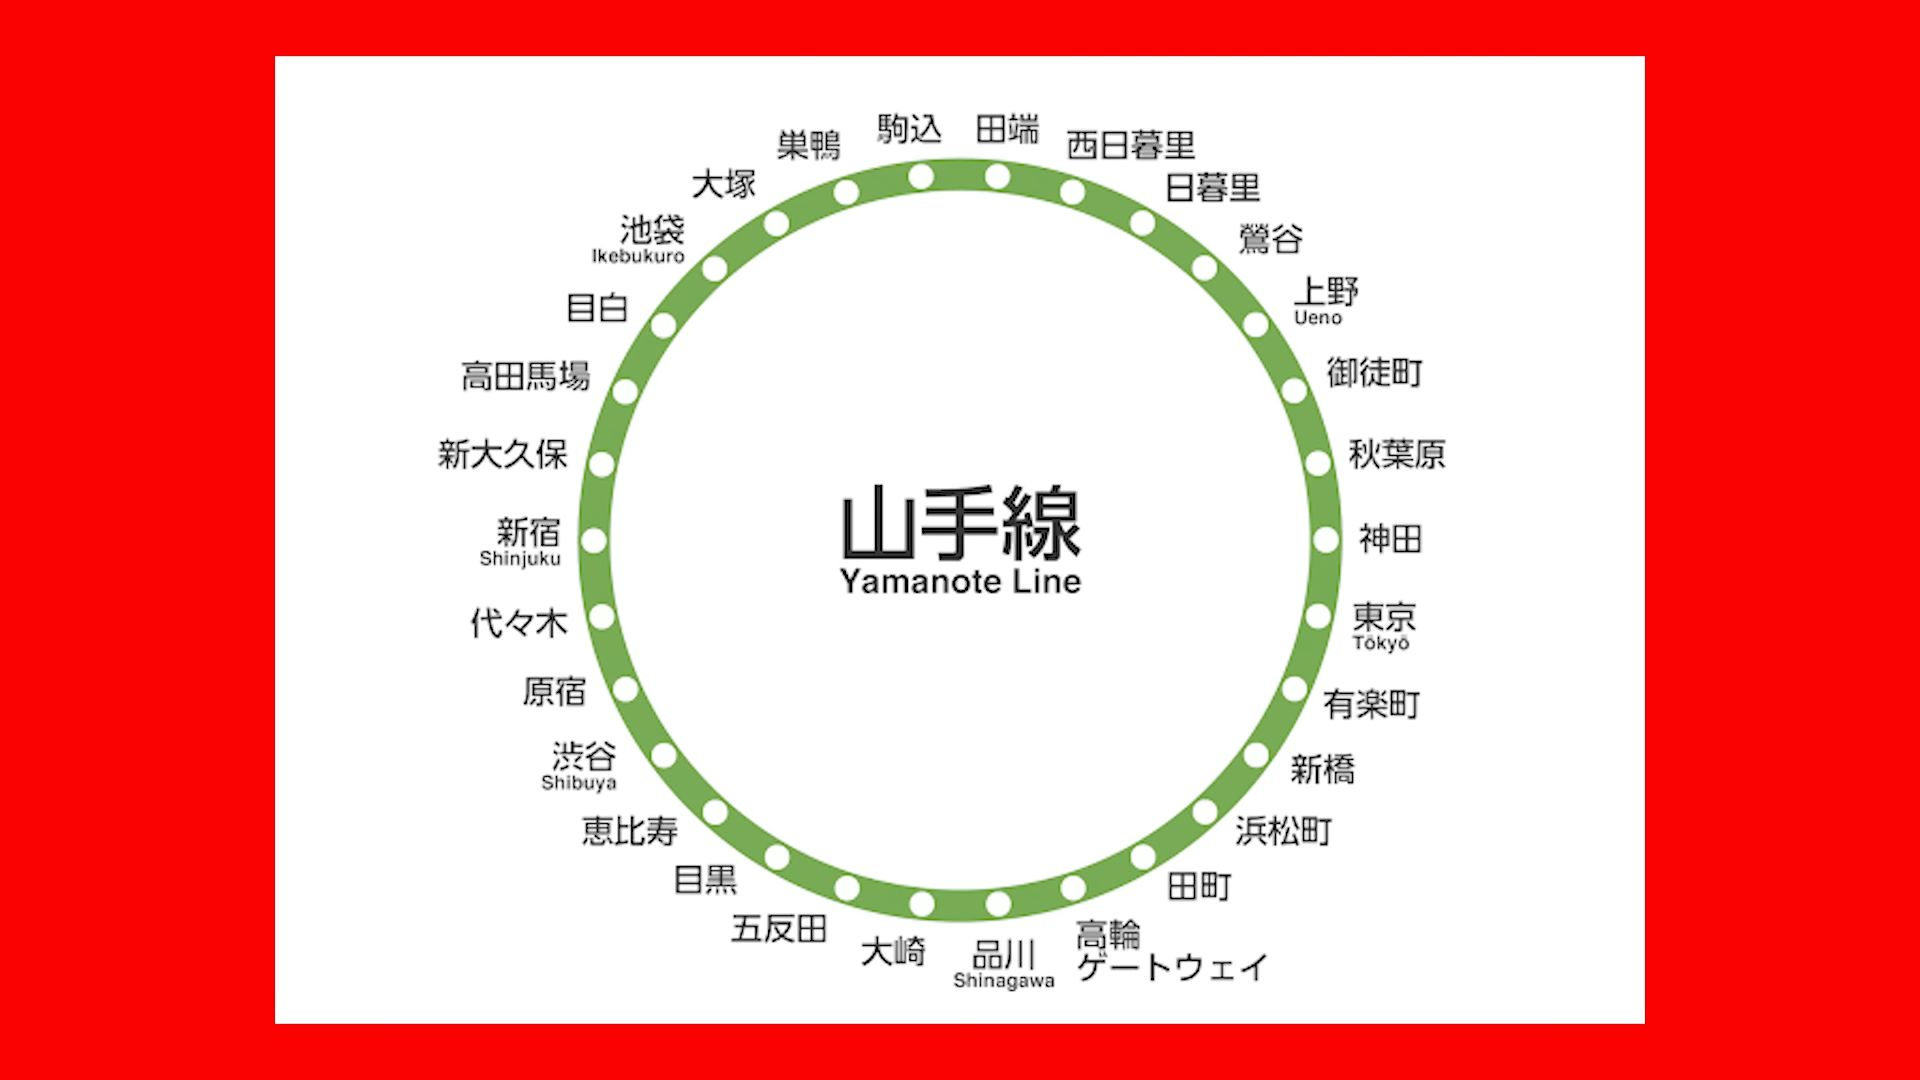 駒込
田端
西日暮里
日暮里
鶯谷
上野
Ueno
御徒町
秋葉原
神田
東京
Tōkyō
有楽町
新橋
浜松町
田町
高輪
ゲートウェイ
品川
Shinagawa
大崎
五反田
目黒
恵比寿
渋谷
Shibuya
原宿
代々木
新宿
Shinjuku
新大久保
高田馬場
目白
池袋
Ikebukuro
大塚
巣鴨
山手線
Yamanote Line